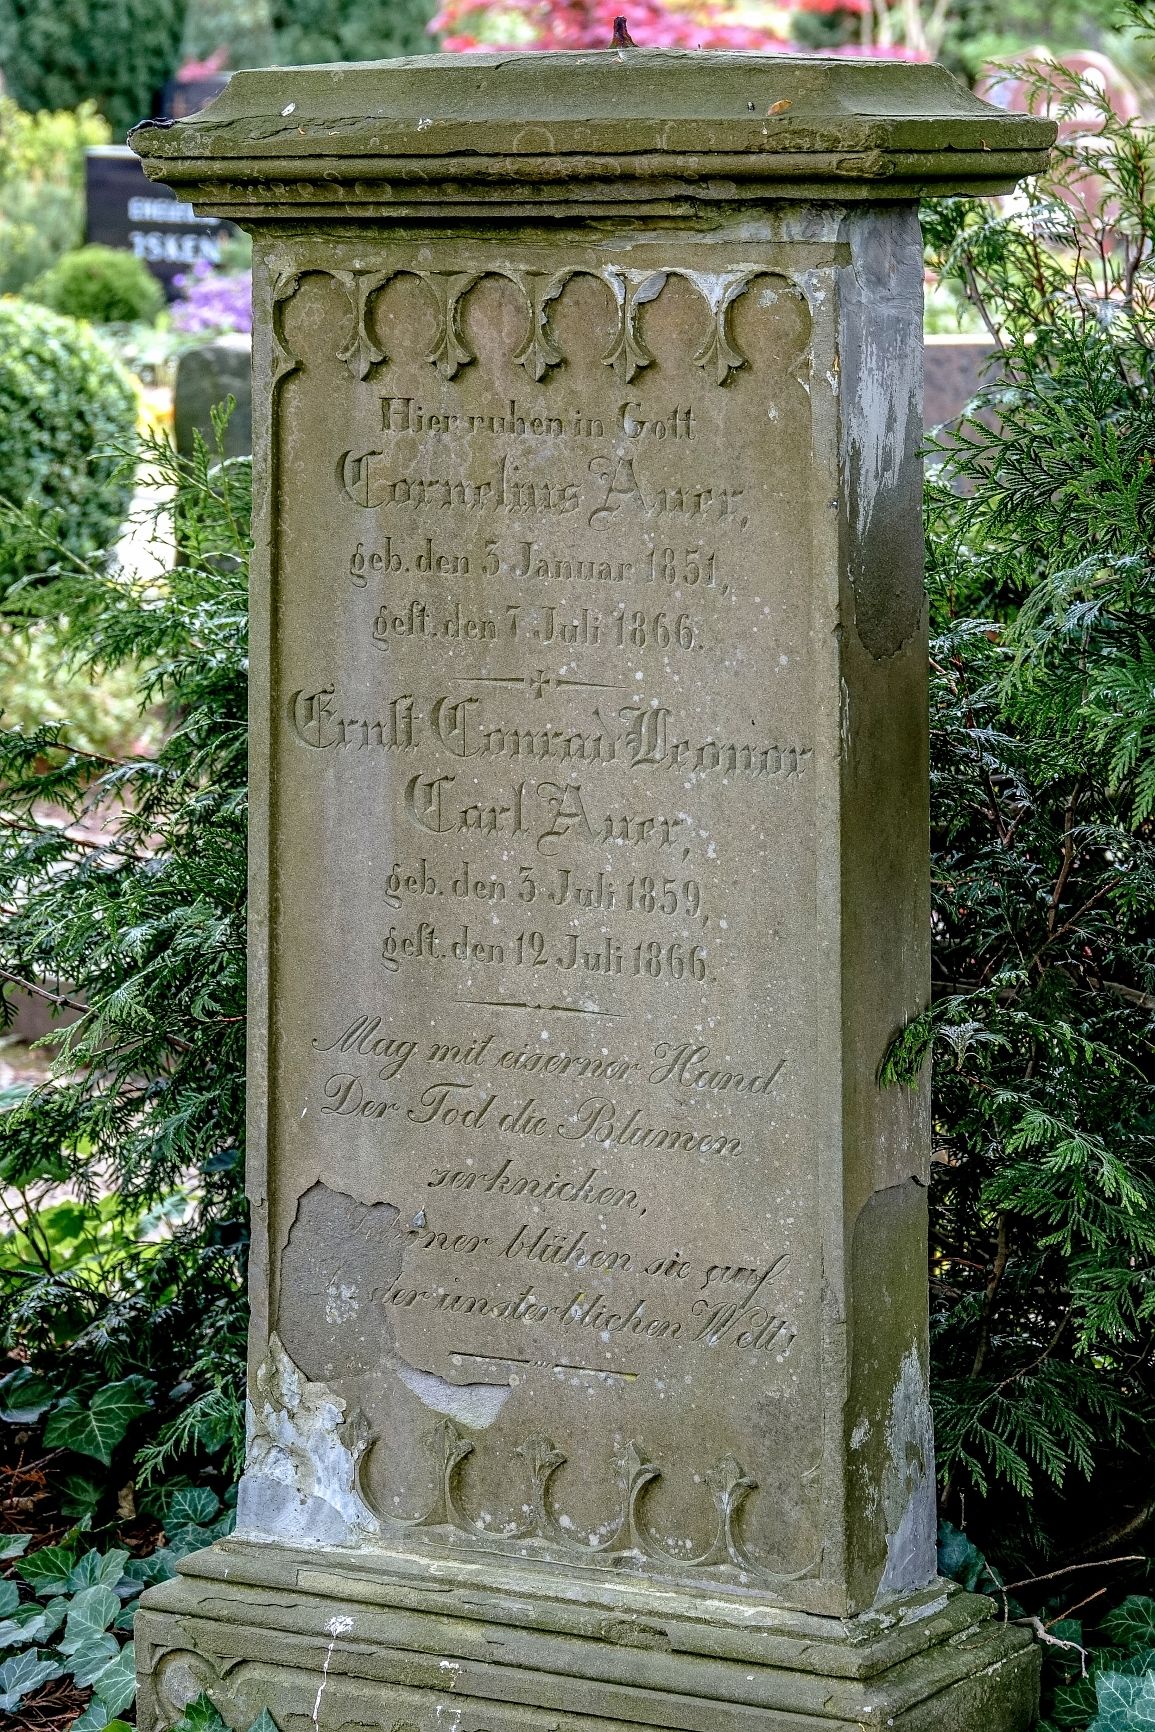 ISKEN
Hier ruhen in Gott
Cornelius Auer,
geb. den 3 Januar 1851,
gest. den 7 Juli 1866.
Ernst Conrad Leonor
Carl Auer,
geb. den 3 Juli 1859,
gest. den 12 Juli 1866.
Mag mit eiserner Hand
Der Tod die Blumen
zerknicken,
blühen sie auf
der unsterblichen Welt;